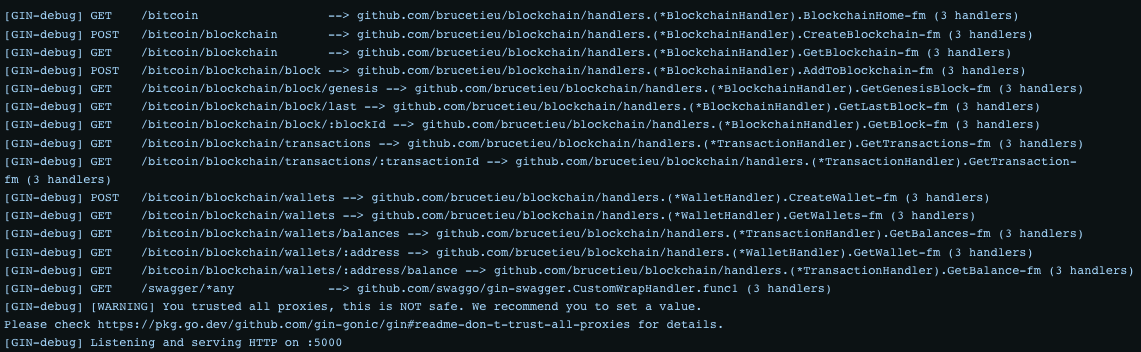 [GIN-debug] GET    /bitcoin                  --> github.com/brucetieu/blockchain/handlers.(*BlockchainHandler).BlockchainHome-fm (3 handlers)
[GIN-debug] POST   /bitcoin/blockchain       --> github.com/brucetieu/blockchain/handlers.(*BlockchainHandler).CreateBlockchain-fm (3 handlers)
[GIN-debug] GET    /bitcoin/blockchain       --> github.com/brucetieu/blockchain/handlers.(*BlockchainHandler).GetBlockchain-fm (3 handlers)
[GIN-debug] POST   /bitcoin/blockchain/block --> github.com/brucetieu/blockchain/handlers.(*BlockchainHandler).AddToBlockchain-fm (3 handlers)
[GIN-debug] GET    /bitcoin/blockchain/block/genesis --> github.com/brucetieu/blockchain/handlers.(*BlockchainHandler).GetGenesisBlock-fm (3 handlers)
[GIN-debug] GET    /bitcoin/blockchain/block/last --> github.com/brucetieu/blockchain/handlers.(*BlockchainHandler).GetLastBlock-fm (3 handlers)
[GIN-debug] GET    /bitcoin/blockchain/block/:blockId --> github.com/brucetieu/blockchain/handlers.(*BlockchainHandler).GetBlock-fm (3 handlers)
[GIN-debug] GET    /bitcoin/blockchain/transactions --> github.com/brucetieu/blockchain/handlers.(*TransactionHandler).GetTransactions-fm (3 handlers)
[GIN-debug] GET    /bitcoin/blockchain/transactions/:transactionId --> github.com/brucetieu/blockchain/handlers.(*TransactionHandler).GetTransaction-
fm (3 handlers)
[GIN-debug] POST   /bitcoin/blockchain/wallets --> github.com/brucetieu/blockchain/handlers.(*WalletHandler).CreateWallet-fm (3 handlers)
[GIN-debug] GET    /bitcoin/blockchain/wallets --> github.com/brucetieu/blockchain/handlers.(*WalletHandler).GetWallets-fm (3 handlers)
[GIN-debug] GET    /bitcoin/blockchain/wallets/balances --> github.com/brucetieu/blockchain/handlers.(*TransactionHandler).GetBalances-fm (3 handlers)
[GIN-debug] GET    /bitcoin/blockchain/wallets/:address --> github.com/brucetieu/blockchain/handlers.(*WalletHandler).GetWallet-fm (3 handlers)
[GIN-debug] GET    /bitcoin/blockchain/wallets/:address/balance --> github.com/brucetieu/blockchain/handlers.(*TransactionHandler).GetBalance-fm (3 handlers)
[GIN-debug] GET    /swagger/*any             --> github.com/swaggo/gin-swagger.CustomWrapHandler.func1 (3 handlers)
[GIN-debug] [WARNING] You trusted all proxies, this is NOT safe. We recommend you to set a value.
Please check https://pkg.go.dev/github.com/gin-gonic/gin#readme-don-t-trust-all-proxies for details.
[GIN-debug] Listening and serving HTTP on :5000